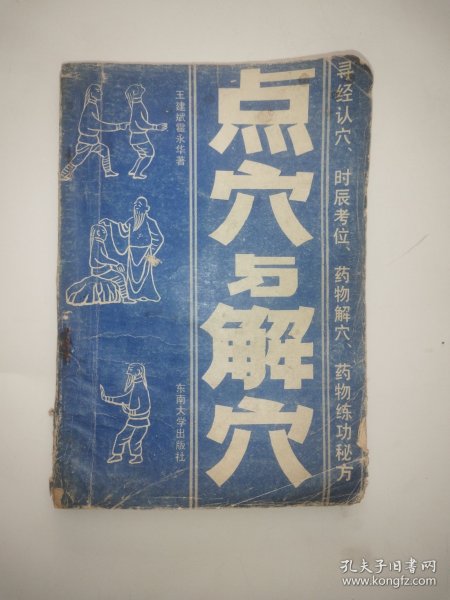 寻经认穴、时辰考位、药物解穴、药物练功秘方
点穴与解穴
王建斌雷永华著
东南大学出版社
孔夫子旧书网
www.kongfz.com